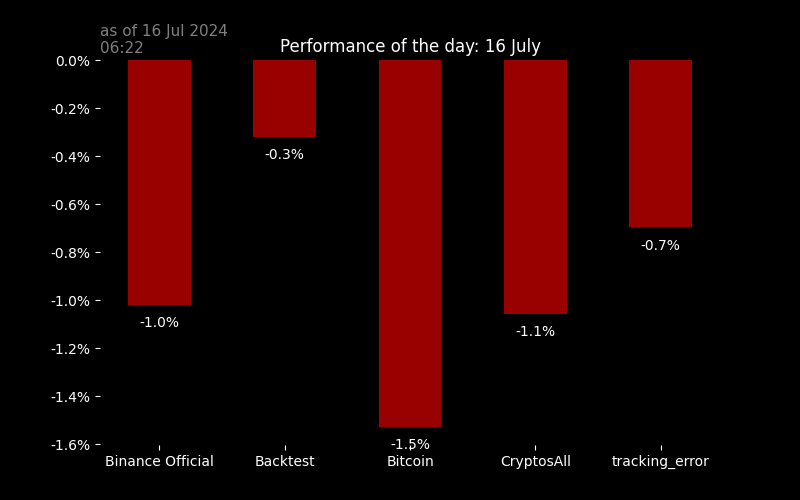 as of 16 Jul 2024
06:22
Performance of the day: 16 July
0.0%
-0.2%
-0.4%
-0.6%
-0.8%
-1.0%
-1.2%
-1.4%
-1.6%
-1.0%
-0.3%
-1.5%
-1.1%
-0.7%
Binance Official
Backtest
Bitcoin
CryptosAll
tracking_error